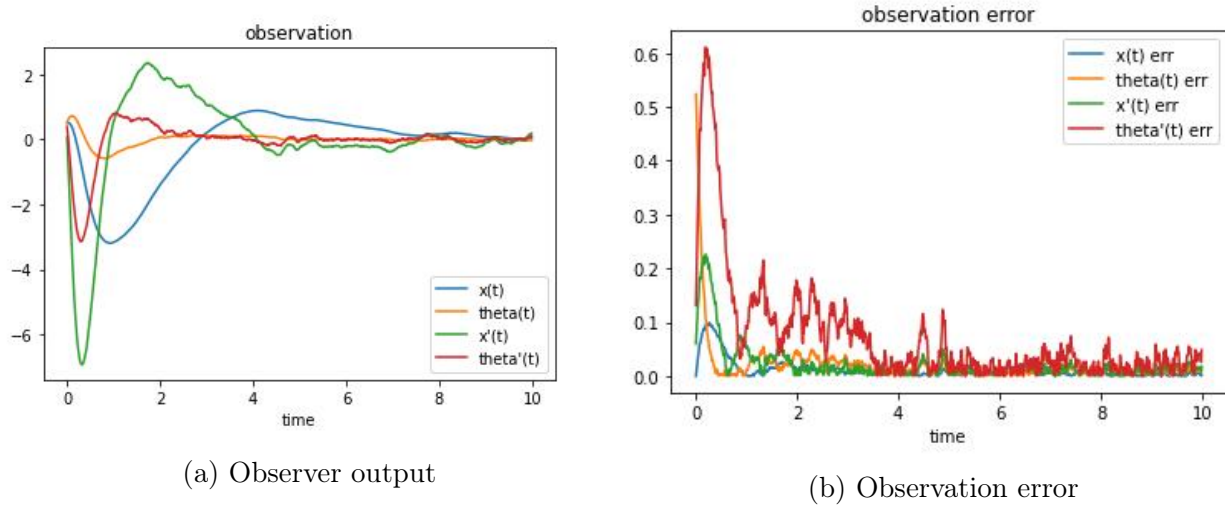 observation
2
0
−2
−4
−6
x(t)
theta(t)
x'(t)
theta'(t)
0 2 4 6 8 10
time
(a) Observer output
observation error
0.6
0.5
0.4
0.3
0.2
0.1
0.0
x(t) err
theta(t) err
x'(t) err
theta'(t) err
0 2 4 6 8 10
time
(b) Observation error